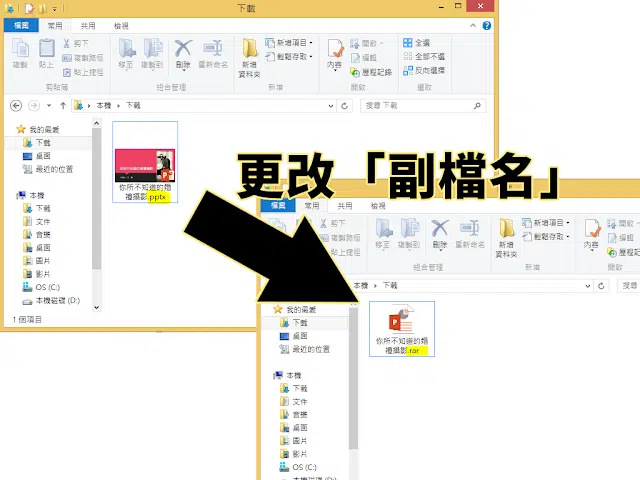 下載
檔案 常用 共用 檢視
複製 貼上 剪下 複製路徑 貼上捷徑
移至 複製到 刪除 重新命名
新增資料夾 新增項目 輕鬆存取
內容 開啟 編輯 歷程記錄
全選 全部不選 反向選擇
剪貼簿 組合管理 新增 開啟 選取
本機 下載 搜尋 下載
我的最愛
下載
桌面
最近的位置
本機
下載
文件
音樂
桌面
圖片
影片
OS (C:)
本機磁碟 (D:)
1 個項目
你所不知道的婚
禮攝影.pptx
更改「副檔名」
檔案 常用 共用 檢視
剪下
複製路徑
貼上捷徑
移至 複製到 刪除 重新命名
新增
資料夾
新增項目
輕鬆存取
內容
開啟
編輯
歷程記錄
組合管理 新增 開啟
本機 下載 搜尋
我的最愛
下載
桌面
最近的位置
本機
下載
文件
音樂
桌面
圖片
影片
OS (C:)
本機磁碟 (D:)
你所不知道的婚
禮攝影.rar